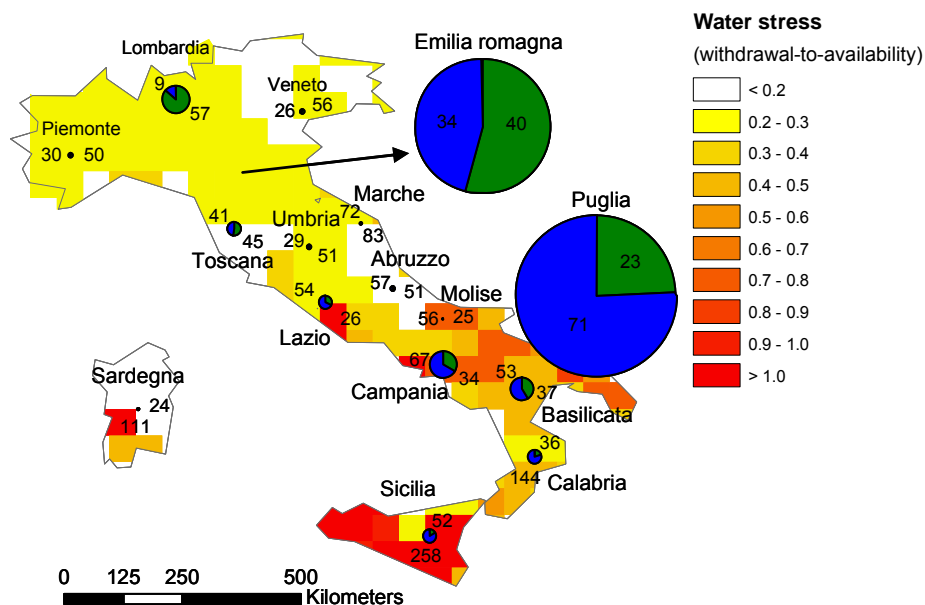 Water stress
(withdrawal-to-availability)
< 0.2
0.2 - 0.3
0.3 - 0.4
0.4 - 0.5
0.5 - 0.6
0.6 - 0.7
0.7 - 0.8
0.8 - 0.9
0.9 - 1.0
> 1.0
Emilia romagna
34 40
Lombardia
9
57
Veneto
26 56
Piemonte
30 50
Puglia
23
71
Marche
72
83
41
45
Toscana
Umbria
29
51
Abruzzo
57 51
54
26
Lazio
Molise
56 25
67
34
Campania
53
37
Basilicata
Sardegna
24
111
36
144
Calabria
Sicilia
52
258
0 125 250 500
Kilometers